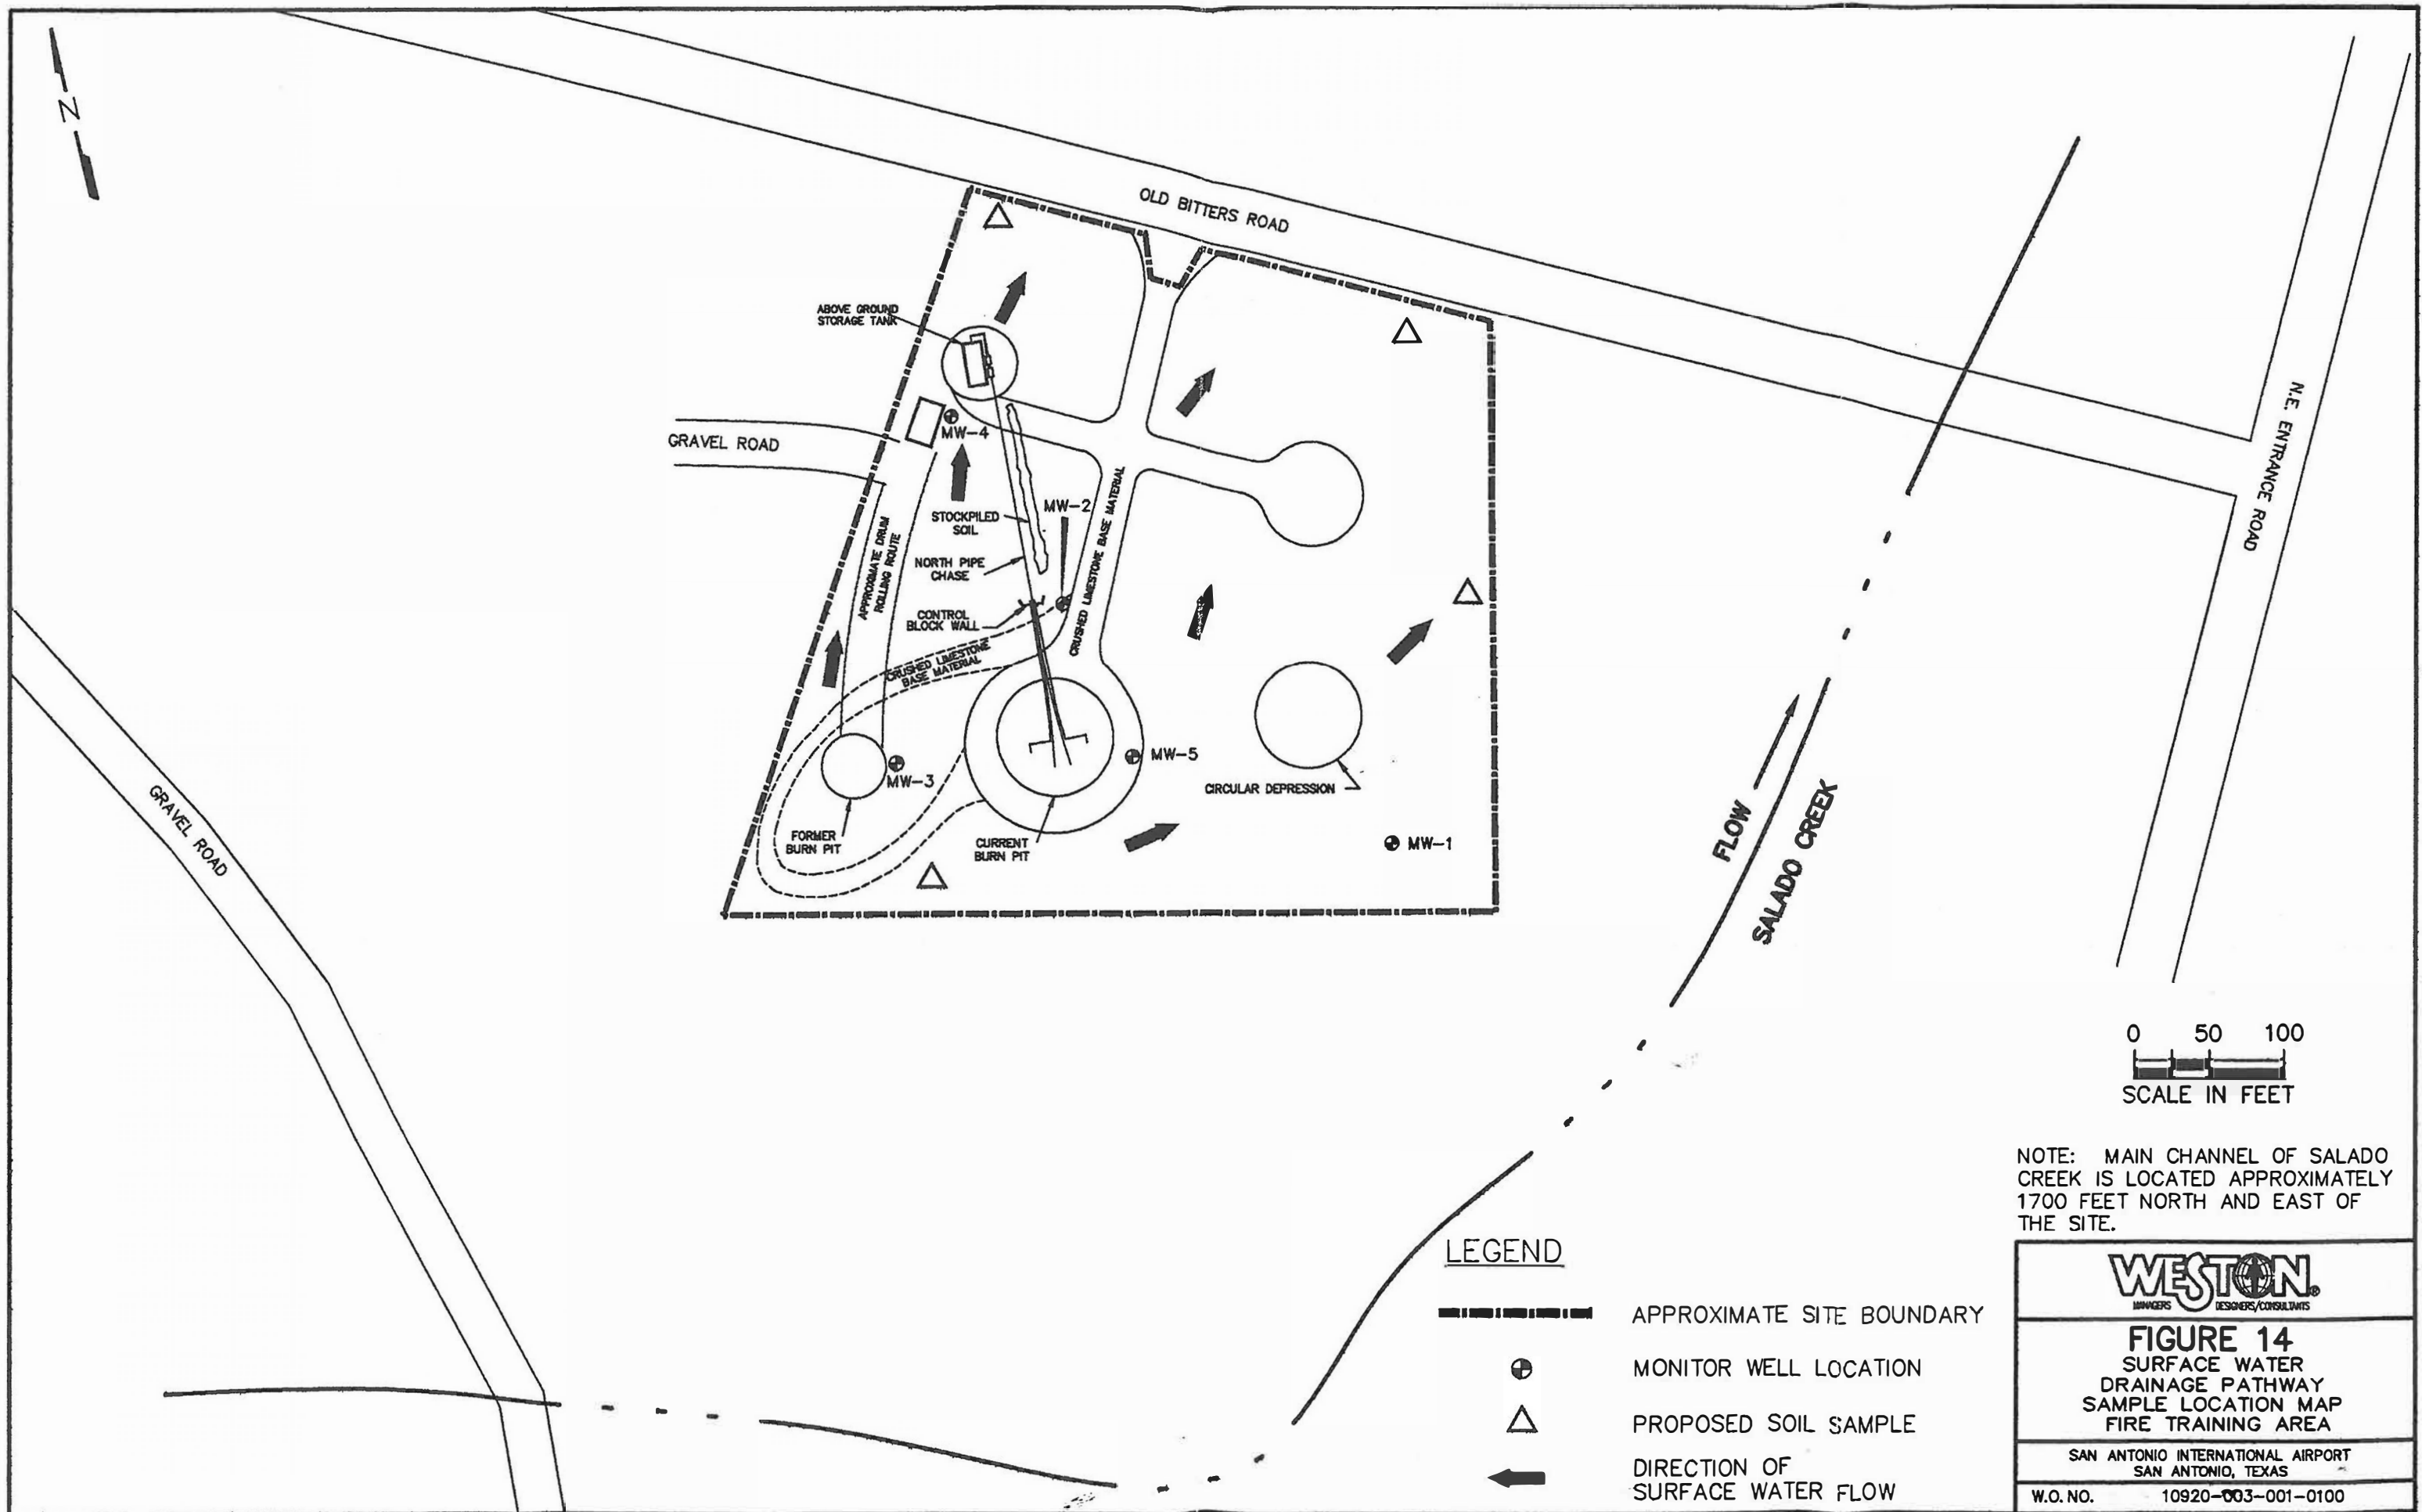 N
OLD BITTERS ROAD
N.E. ENTRANCE ROAD
ABOVE GROUND
STORAGE TANK
MW-4
GRAVEL ROAD
STOCKPILED
SOIL
MW-2
NORTH PIPE
CHASE
APPROXIMATE DRUM
ROLLING ROUTE
CONTROL
BLOCK WALL
CRUSHED LIMESTONE BASE MATERIAL
CRUSHED LIMESTONE
BASE MATERIAL
MW-3
MW-5
CIRCULAR DEPRESSION
FORMER
BURN PIT
CURRENT
BURN PIT
MW-1
GRAVEL ROAD
FLOW
SALADO CREEK
0 50 100
SCALE IN FEET
NOTE: MAIN CHANNEL OF SALADO
CREEK IS LOCATED APPROXIMATELY
1700 FEET NORTH AND EAST OF
THE SITE.
LEGEND
APPROXIMATE SITE BOUNDARY
MONITOR WELL LOCATION
PROPOSED SOIL SAMPLE
DIRECTION OF
SURFACE WATER FLOW
WESTON®
MANAGERS DESIGNERS/CONSULTANTS
FIGURE 14
SURFACE WATER
DRAINAGE PATHWAY
SAMPLE LOCATION MAP
FIRE TRAINING AREA
SAN ANTONIO INTERNATIONAL AIRPORT
SAN ANTONIO, TEXAS
W.O. NO. 10920-003-001-0100